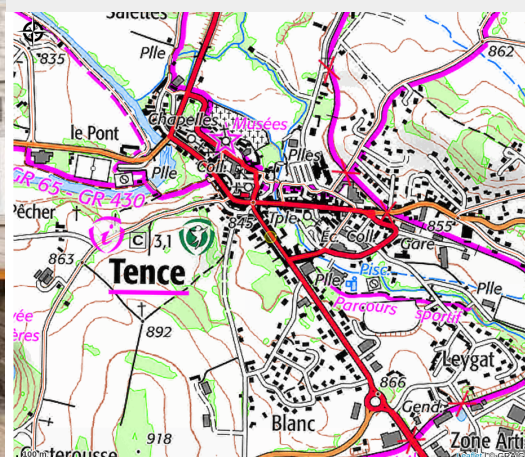 Salettes
Plle
835
862
Chapelles
Musées
le Pont
Plles
Coll.
Plle
GR 65 - GR 430
Pêcher
845
Tple
855
C 3,1
Éc.
Coll.
Gare
863
Tence
Pisc.
Plle
Plle
Parcours sportif
892
Leygat
866
Gend.
Blanc
918
Zone Arti
100 m